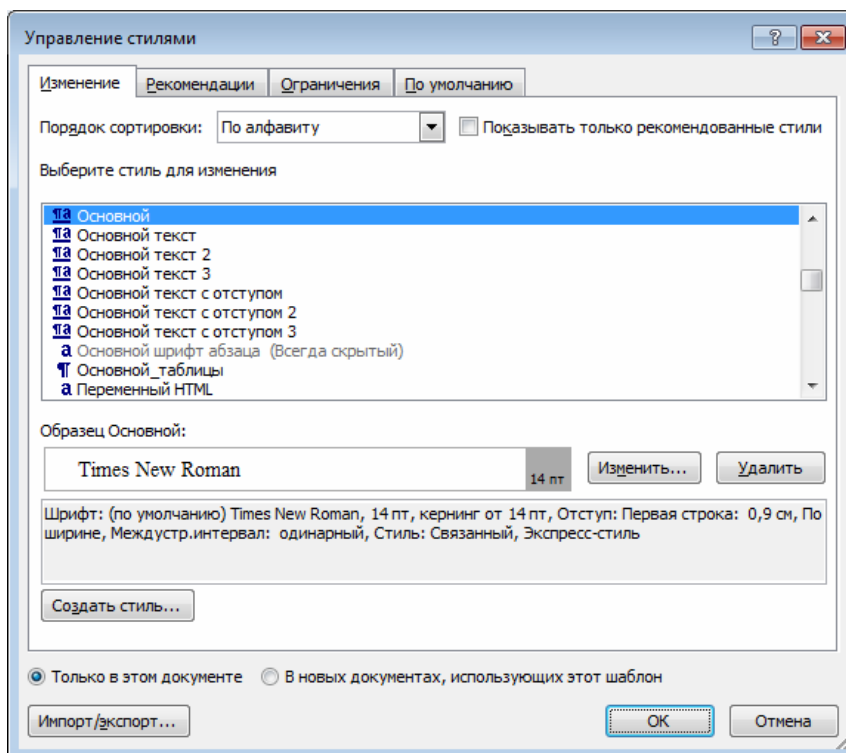 Управление стилями
Изменение Рекомендации Ограничения По умолчанию
Порядок сортировки: По алфавиту Показывать только рекомендованные стили
Выберите стиль для изменения
¶a Основной
¶a Основной текст
¶a Основной текст 2
¶a Основной текст 3
¶a Основной текст с отступом
¶a Основной текст с отступом 2
¶a Основной текст с отступом 3
a Основной шрифт абзаца (Всегда скрытый)
¶ Основной_таблицы
a Переменный HTML
Образец Основной:
Times New Roman 14 пт Изменить... Удалить
Шрифт: (по умолчанию) Times New Roman, 14 пт, кернинг от 14 пт, Отступ: Первая строка: 0,9 см, По
ширине, Междустр.интервал: одинарный, Стиль: Связанный, Экспресс-стиль
Создать стиль...
Только в этом документе В новых документах, использующих этот шаблон
Импорт/экспорт... ОК Отмена